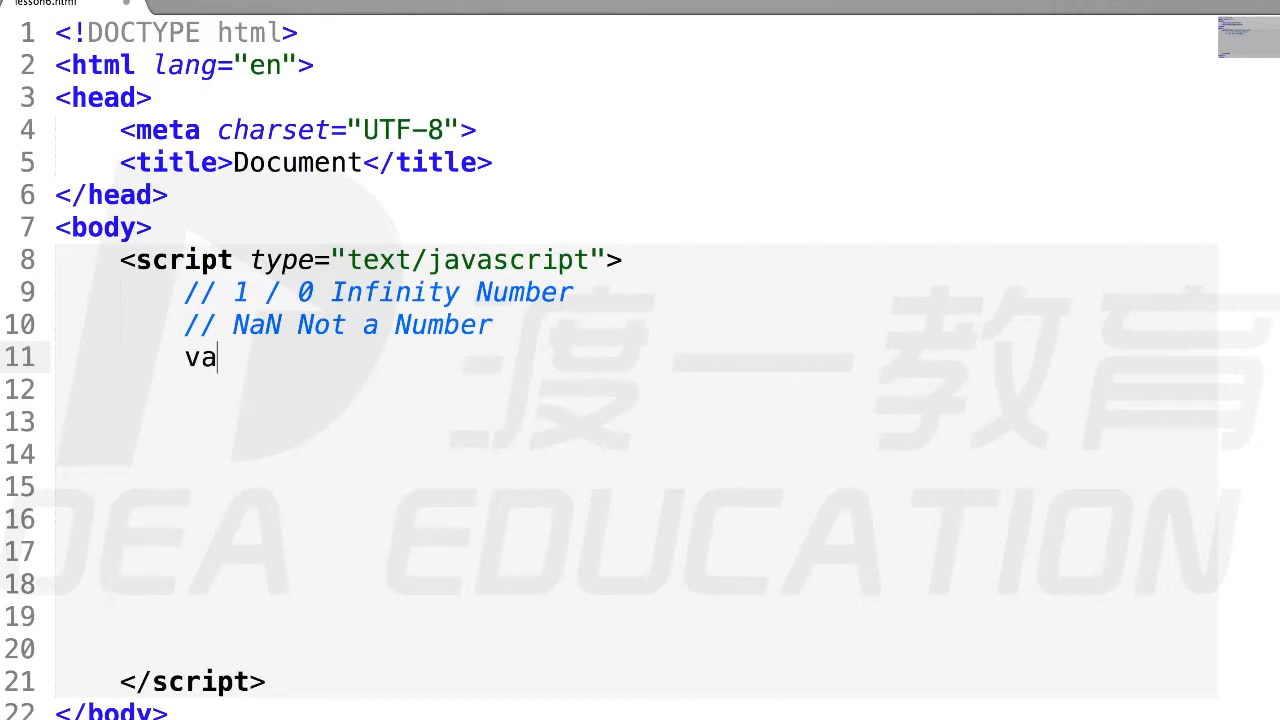 lesson6.html
1 <!DOCTYPE html>
2 <html lang="en">
3 <head>
4     <meta charset="UTF-8">
5     <title>Document</title>
6 </head>
7 <body>
8     <script type="text/javascript">
9         // 1 / 0 Infinity Number
10         // NaN Not a Number
11         va
12
13
14
15
16
17
18
19
20
21     </script>
22 </body>
渡一教育
IDEA EDUCATION